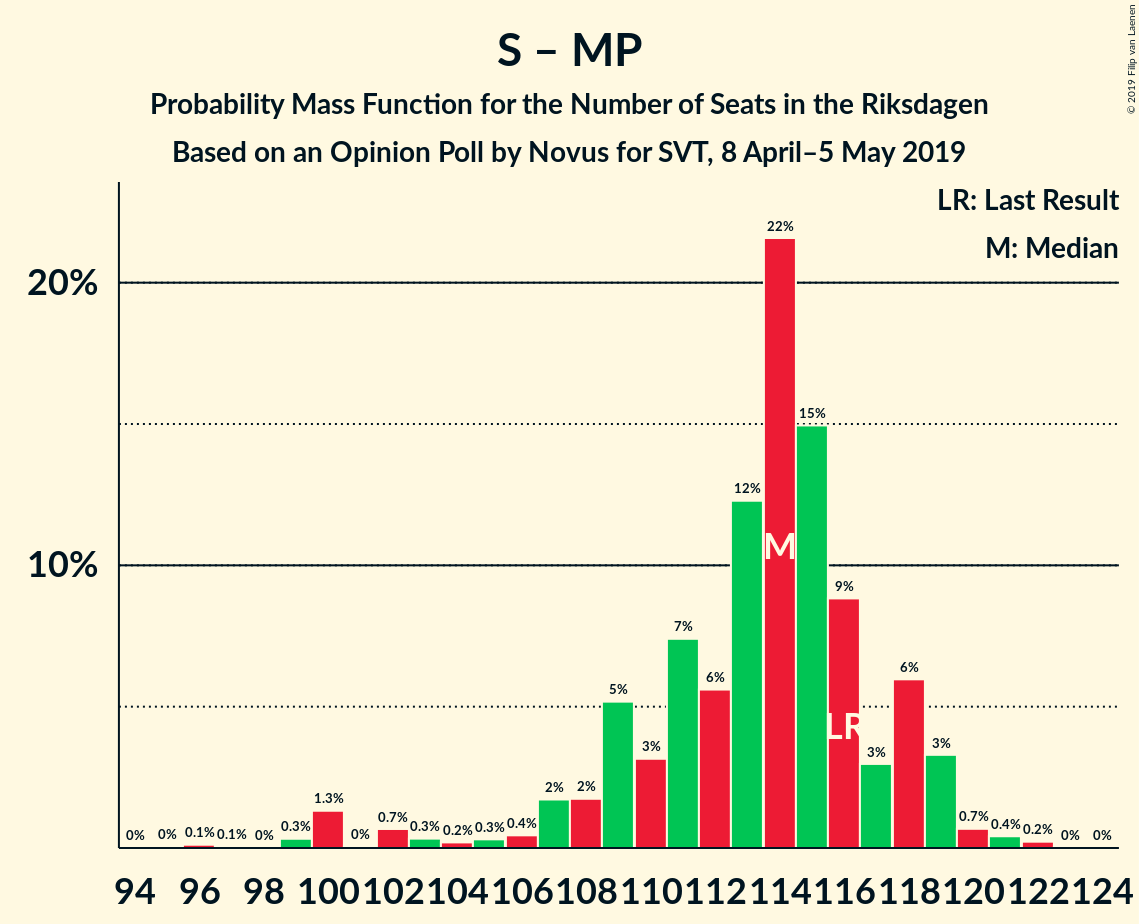 S – MP
Probability Mass Function for the Number of Seats in the Riksdagen
Based on an Opinion Poll by Novus for SVT, 8 April–5 May 2019
© 2019 Filip van Laenen
LR: Last Result
M: Median
20%
10%
0% 0% 0.1% 0.1% 0% 0.3% 1.3% 0% 0.7% 0.3% 0.2% 0.3% 0.4% 2% 2% 5% 3% 7% 6% 12% 22% 15% 9% 3% 6% 3% 0.7% 0.4% 0.2% 0% 0%
M
LR
94 96 98 100 102 104 106 108 110 112 114 116 118 120 122 124